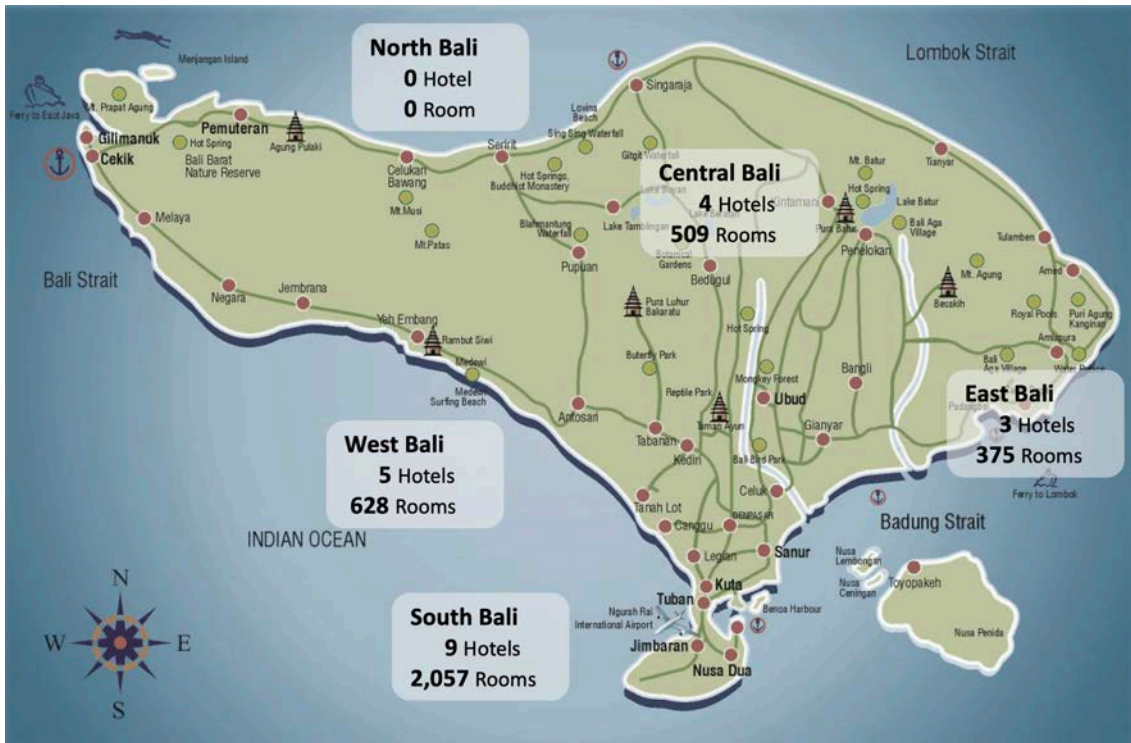 North Bali
0 Hotel
0 Room
Lombok Strait
Menjangan Island
Ferry to East Java
Mt. Prapat Agung
Gilimanuk
Cekik
Hot Spring
Bali Barat
Nature Reserve
Pemuteran
Agung Pulaki
Celukan
Bawang
Mt.Musi
Mt.Patas
Seririt
Lovina
Beach
Singaraja
Sing Sing Waterfall
Gitgit Waterfall
Hot Springs,
Buddhist Monastery
Lake Buyan
Lake Tamblingan
Lake Beratan
Blahmantung
Waterfall
Pupuan
Botanical
Gardens
Bedugul
Central Bali
4 Hotels
509 Rooms
Kintamani
Mt. Batur
Hot Spring
Lake Batur
Pura Batur
Bali Aga
Village
Penelokan
Tianyar
Tulamben
Amed
Mt. Agung
Besakih
Royal Pools
Puri Agung
Kanginan
Amlapura
Bali
Aga Village
Padangbai
East Bali
3 Hotels
375 Rooms
Ferry to Lombok
Melaya
Bali Strait
Negara
Jembrana
Yeh Embang
Rambut Siwi
Medewi
Medewi
Surfing Beach
Pura Luhur
Bakaratu
Buterfly Park
Hot Spring
Monkey Forest
Reptile Park
Ubud
Bangli
Taman Ayun
Gianyar
Antosari
Tabanan
Kediri
Bali Bird Park
Celuk
West Bali
5 Hotels
628 Rooms
Tanah Lot
Canggu
DENPASAR
Legian
Sanur
Badung Strait
INDIAN OCEAN
Nusa
Lembongan
Nusa
Ceningan
Toyopakeh
Nusa Penida
Kuta
Tuban
Benoa Harbour
Ngurah Rai
International Airport
Jimbaran
Nusa Dua
South Bali
9 Hotels
2,057 Rooms
N
W
E
S